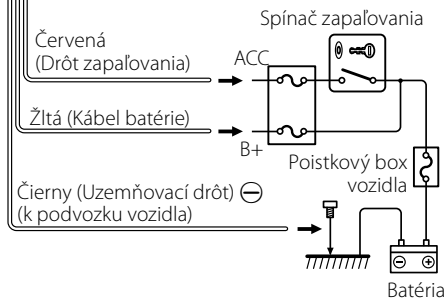 Spínač zapaľovania
Červená
(Drôt zapaľovania)
ACC
Žltá (Kábel batérie)
B+
Poistkový box
vozidla
Čierny (Uzemňovací drôt) ⊖
(k podvozku vozidla)
⊖ ⊕
Batéria